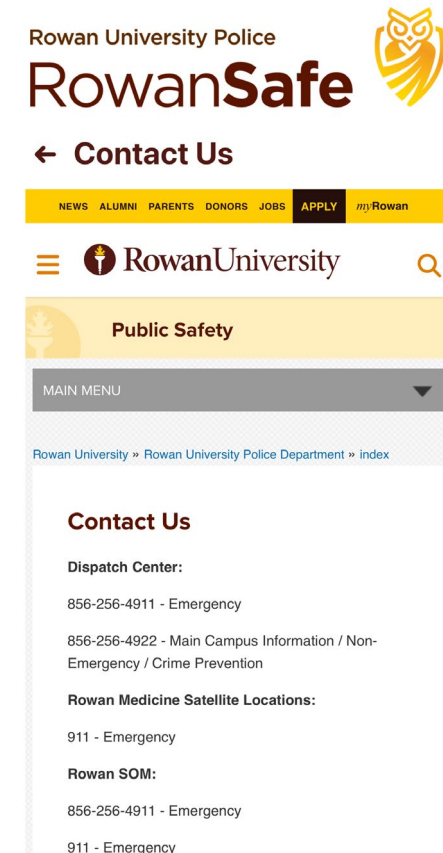 Rowan University Police
RowanSafe
← Contact Us
NEWS ALUMNI PARENTS DONORS JOBS APPLY myRowan
RowanUniversity
Public Safety
MAIN MENU
Rowan University » Rowan University Police Department » index
Contact Us
Dispatch Center:
856-256-4911 - Emergency
856-256-4922 - Main Campus Information / Non-
Emergency / Crime Prevention
Rowan Medicine Satellite Locations:
911 - Emergency
Rowan SOM:
856-256-4911 - Emergency
911 - Emergency